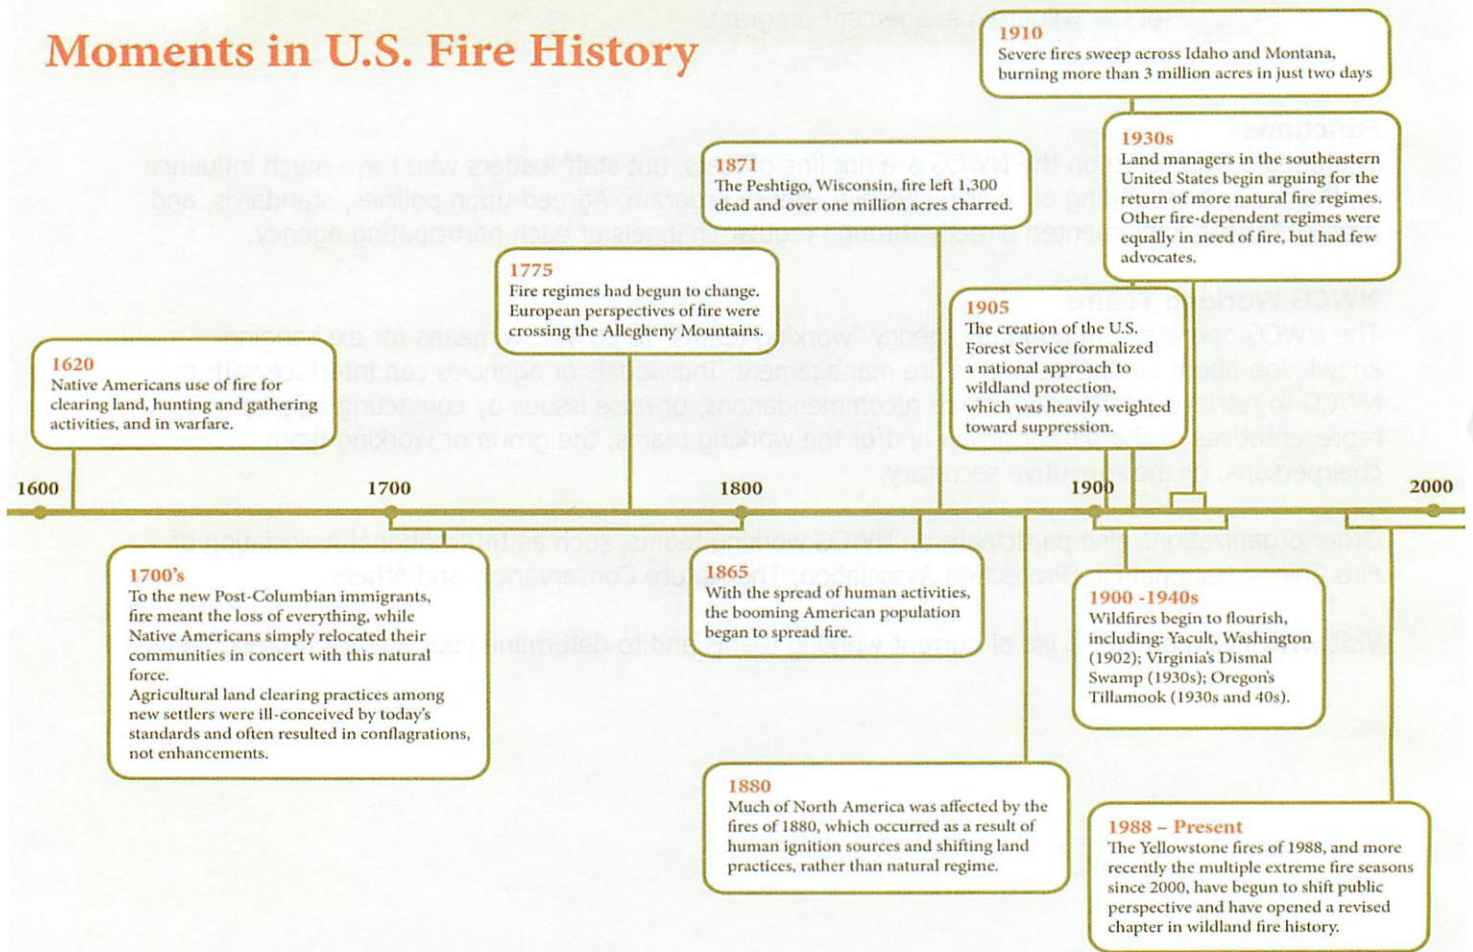 Moments in U.S. Fire History
1910
Severe fires sweep across Idaho and Montana,
burning more than 3 million acres in just two days
1930s
Land managers in the southeastern
United States begin arguing for the
return of more natural fire regimes.
Other fire-dependent regimes were
equally in need of fire, but had few
advocates.
1871
The Peshtigo, Wisconsin, fire left 1,300
dead and over one million acres charred.
1775
Fire regimes had begun to change.
European perspectives of fire were
crossing the Allegheny Mountains.
1905
The creation of the U.S.
Forest Service formalized
a national approach to
wildland protection
which was heavily weighted
toward suppression.
1620
Native Americans use of fire for
clearing land, hunting and gathering
activities, and in warfare.
1600
1700
1800
1900
2000
1700's
To the new Post-Columbian immigrants,
fire meant the loss of everything, while
Native Americans simply relocated their
communities in concert with this natural
force.
Agricultural land clearing practices among
new settlers were ill-conceived by today's
standards and often resulted in conflagrations,
not enhancements.
1865
With the spread of human activities,
the booming American population
began to spread fire.
1900 -1940s
Wildfires begin to flourish,
including: Yacult, Washington
(1902); Virginia's Dismal
Swamp (1930s); Oregon's
Tillamook (1930s and 40s).
1880
Much of North America was affected by the
fires of 1880, which occurred as a result of
human ignition sources and shifting land
practices, rather than natural regime.
1988 – Present
The Yellowstone fires of 1988, and more
recently the multiple extreme fire seasons
since 2000, have begun to shift public
perspective and have opened a revised
chapter in wildland fire history.